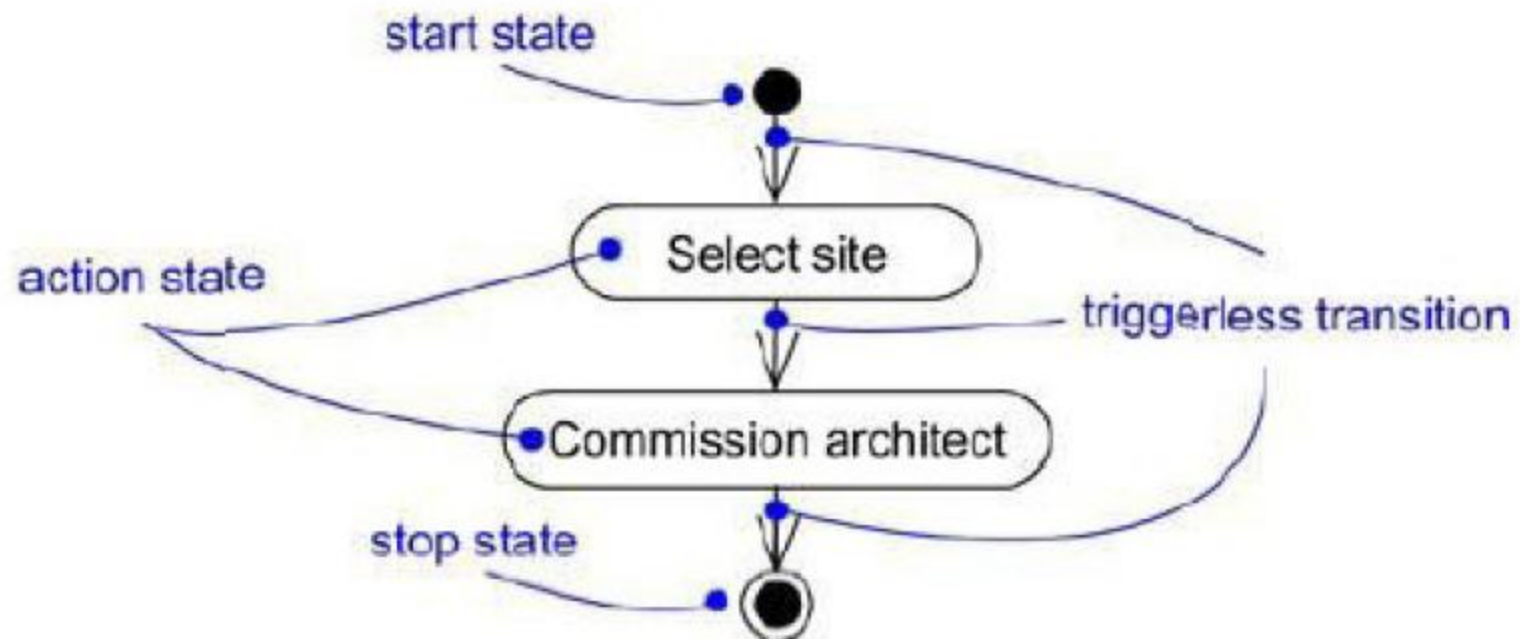 start state
Select site
action state
triggerless transition
Commission architect
stop state